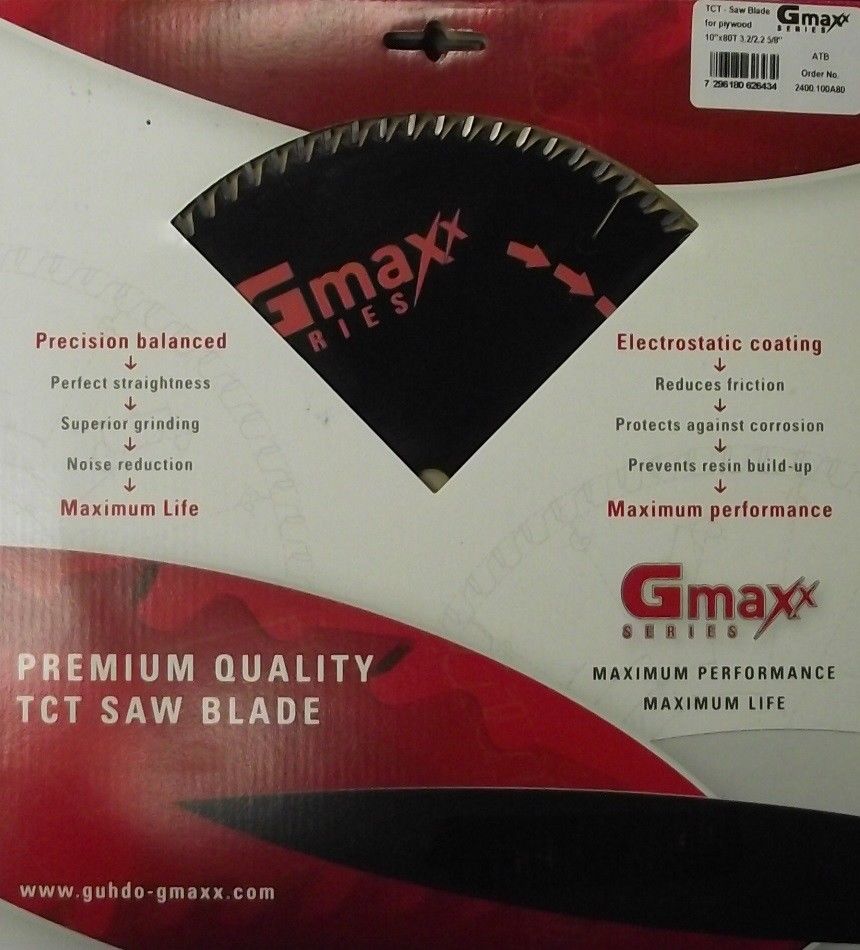 TCT - Saw Blade
for plywood
10"x80T 3.2/2.2 5/8"
Gmaxx
SERIES
ATB
7 296180 626434
Order No.
2400.100A80
Gmaxx
RIES
Precision balanced
Perfect straightness
Superior grinding
Noise reduction
Maximum Life
Electrostatic coating
Reduces friction
Protects against corrosion
Prevents resin build-up
Maximum performance
Gmaxx
SERIES
MAXIMUM PERFORMANCE
MAXIMUM LIFE
PREMIUM QUALITY
TCT SAW BLADE
www.guhdo-gmaxx.com